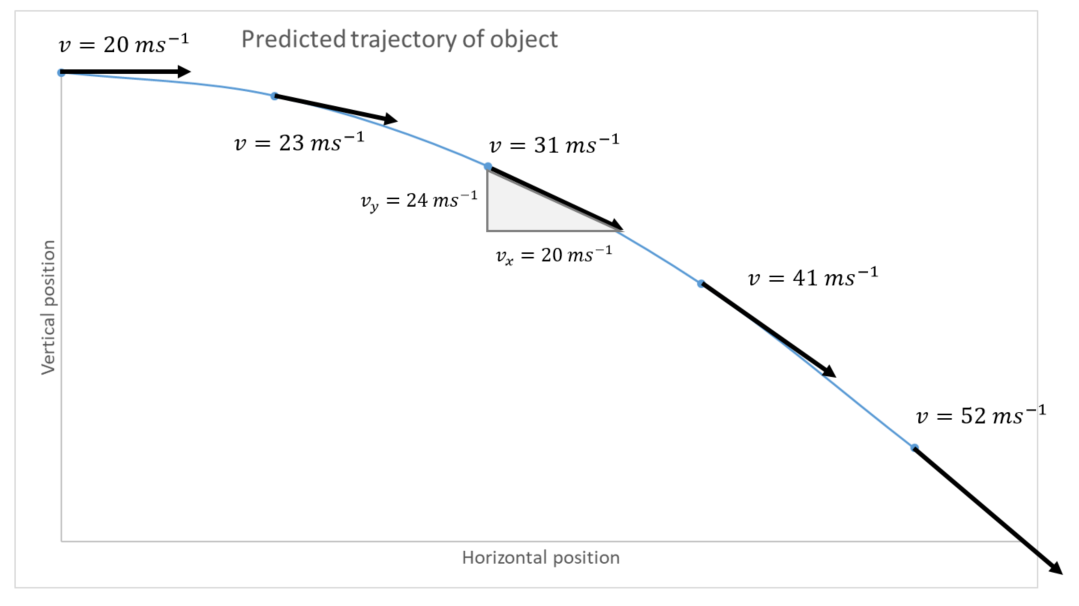 v = 20 ms⁻¹
Predicted trajectory of object
v = 23 ms⁻¹
v = 31 ms⁻¹
v_y = 24 ms⁻¹
v_x = 20 ms⁻¹
v = 41 ms⁻¹
v = 52 ms⁻¹
Vertical position
Horizontal position